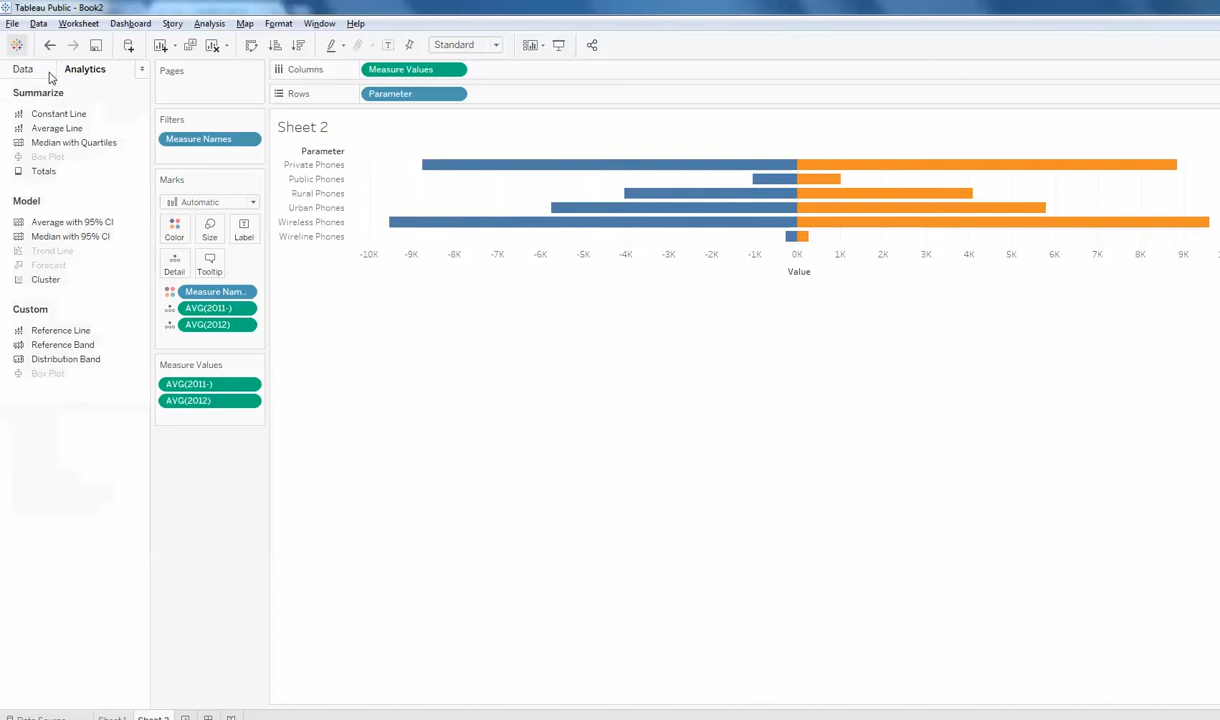 Tableau Public - Book2
File Data Worksheet Dashboard Story Analysis Map Format Window Help
Standard
Data Analytics
Summarize
Constant Line
Average Line
Median with Quartiles
Box Plot
Totals
Model
Average with 95% CI
Median with 95% CI
Trend Line
Forecast
Cluster
Custom
Reference Line
Reference Band
Distribution Band
Box Plot
Pages
Filters
Measure Names
Marks
Automatic
Color Size Label
Detail Tooltip
Measure Nam..
AVG(2011-)
AVG(2012)
Measure Values
AVG(2011-)
AVG(2012)
Columns Measure Values
Rows Parameter
Sheet 2
Parameter
Private Phones
Public Phones
Rural Phones
Urban Phones
Wireless Phones
Wireline Phones
-10K -9K -8K -7K -6K -5K -4K -3K -2K -1K 0K 1K 2K 3K 4K 5K 6K 7K 8K 9K
Value
Data Source Sheet 1 Sheet 2